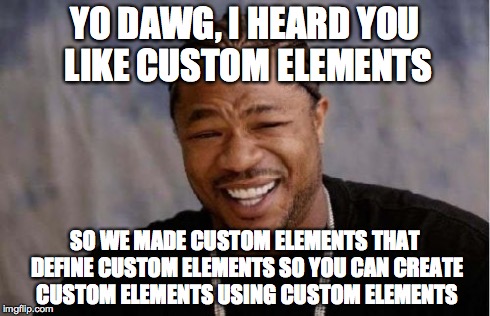 YO DAWG, I HEARD YOU
LIKE CUSTOM ELEMENTS
SO WE MADE CUSTOM ELEMENTS THAT
DEFINE CUSTOM ELEMENTS SO YOU CAN CREATE
CUSTOM ELEMENTS USING CUSTOM ELEMENTS
imgflip.com